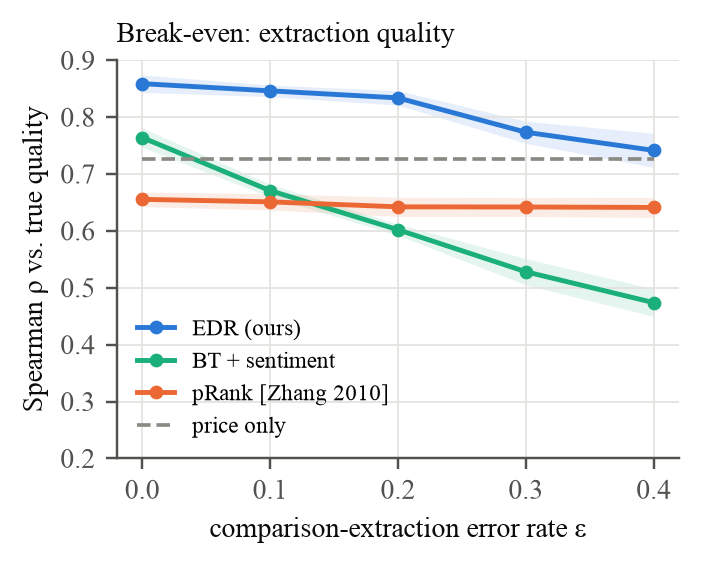 Break-even: extraction quality
Spearman ρ vs. true quality
0.9
0.8
0.7
0.6
0.5
0.4
0.3
0.2
EDR (ours)
BT + sentiment
pRank [Zhang 2010]
price only
0.0 0.1 0.2 0.3 0.4
comparison-extraction error rate ε